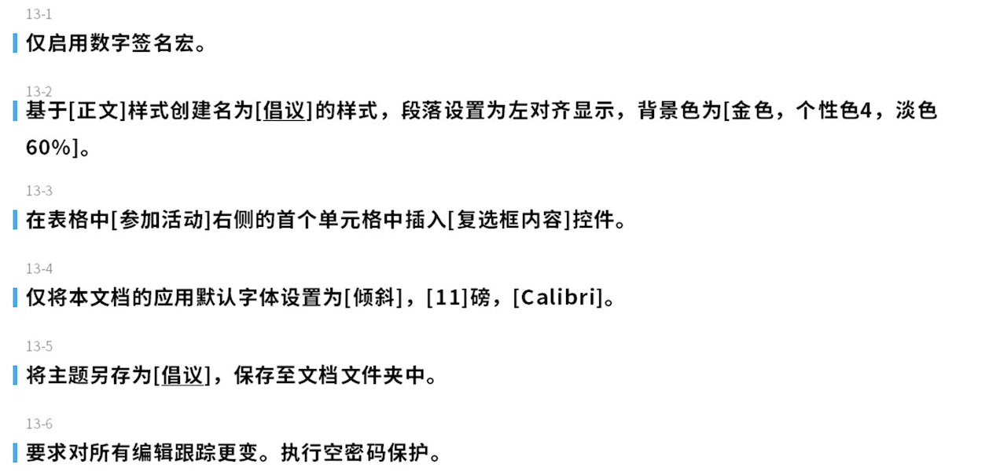 13-1
仅启用数字签名宏。
13-2
基于[正文]样式创建名为[倡议]的样式，段落设置为左对齐显示，背景色为[金色，个性色4，淡色
60%]。
13-3
在表格中[参加活动]右侧的首个单元格中插入[复选框内容]控件。
13-4
仅将本文档的应用默认字体设置为[倾斜]，[11]磅，[Calibri]。
13-5
将主题另存为[倡议]，保存至文档文件夹中。
13-6
要求对所有编辑跟踪更变。执行空密码保护。